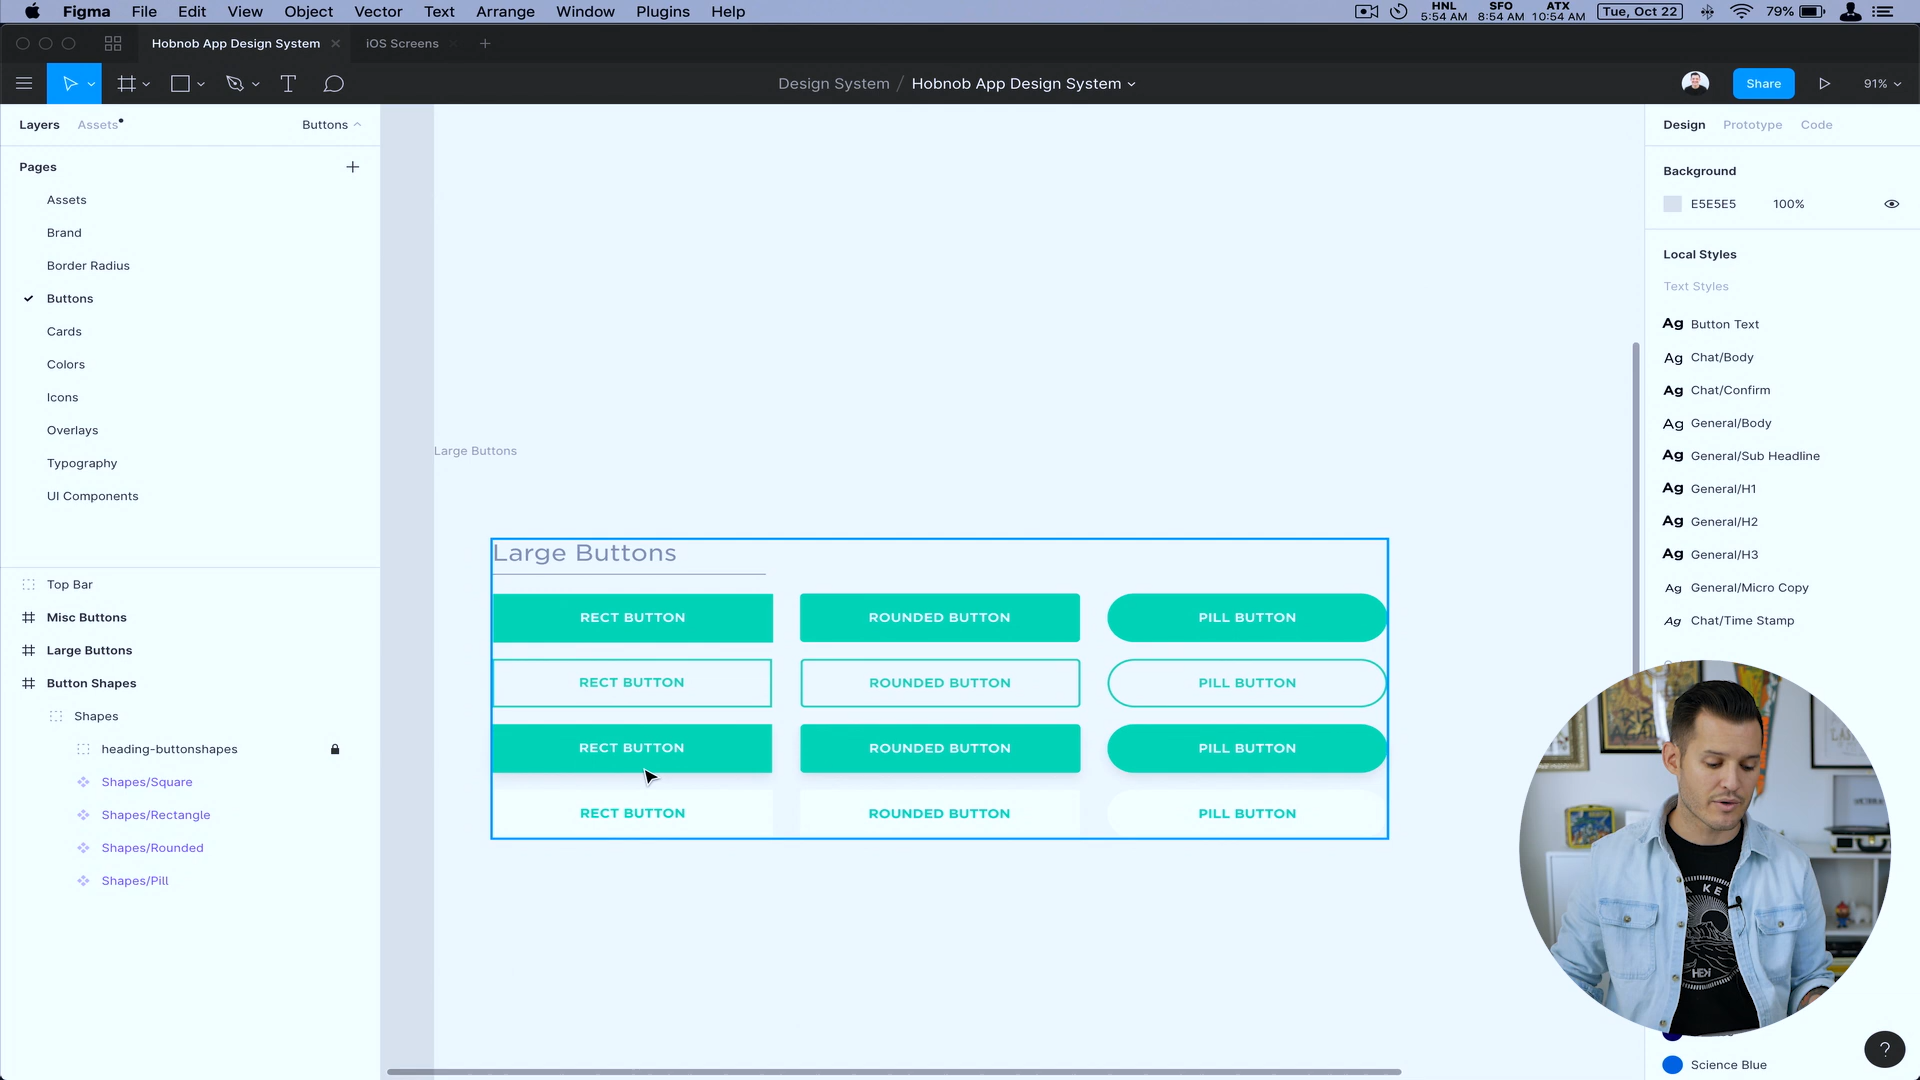 Figma File Edit View Object Vector Text Arrange Window Plugins Help
HNL 5:54 AM SFO 8:54 AM ATX 10:54 AM Tue, Oct 22 79%
Hobnob App Design System
iOS Screens
Design System / Hobnob App Design System
Share
91%
Layers Assets Buttons
Pages
Assets
Brand
Border Radius
Buttons
Cards
Colors
Icons
Overlays
Typography
UI Components
Top Bar
Misc Buttons
Large Buttons
Button Shapes
Shapes
heading-buttonshapes
Shapes/Square
Shapes/Rectangle
Shapes/Rounded
Shapes/Pill
Large Buttons
Large Buttons
RECT BUTTON ROUNDED BUTTON PILL BUTTON
RECT BUTTON ROUNDED BUTTON PILL BUTTON
RECT BUTTON ROUNDED BUTTON PILL BUTTON
RECT BUTTON ROUNDED BUTTON PILL BUTTON
Design Prototype Code
Background
E5E5E5 100%
Local Styles
Text Styles
Ag Button Text
Ag Chat/Body
Ag Chat/Confirm
Ag General/Body
Ag General/Sub Headline
Ag General/H1
Ag General/H2
Ag General/H3
Ag General/Micro Copy
Ag Chat/Time Stamp
Science Blue
?